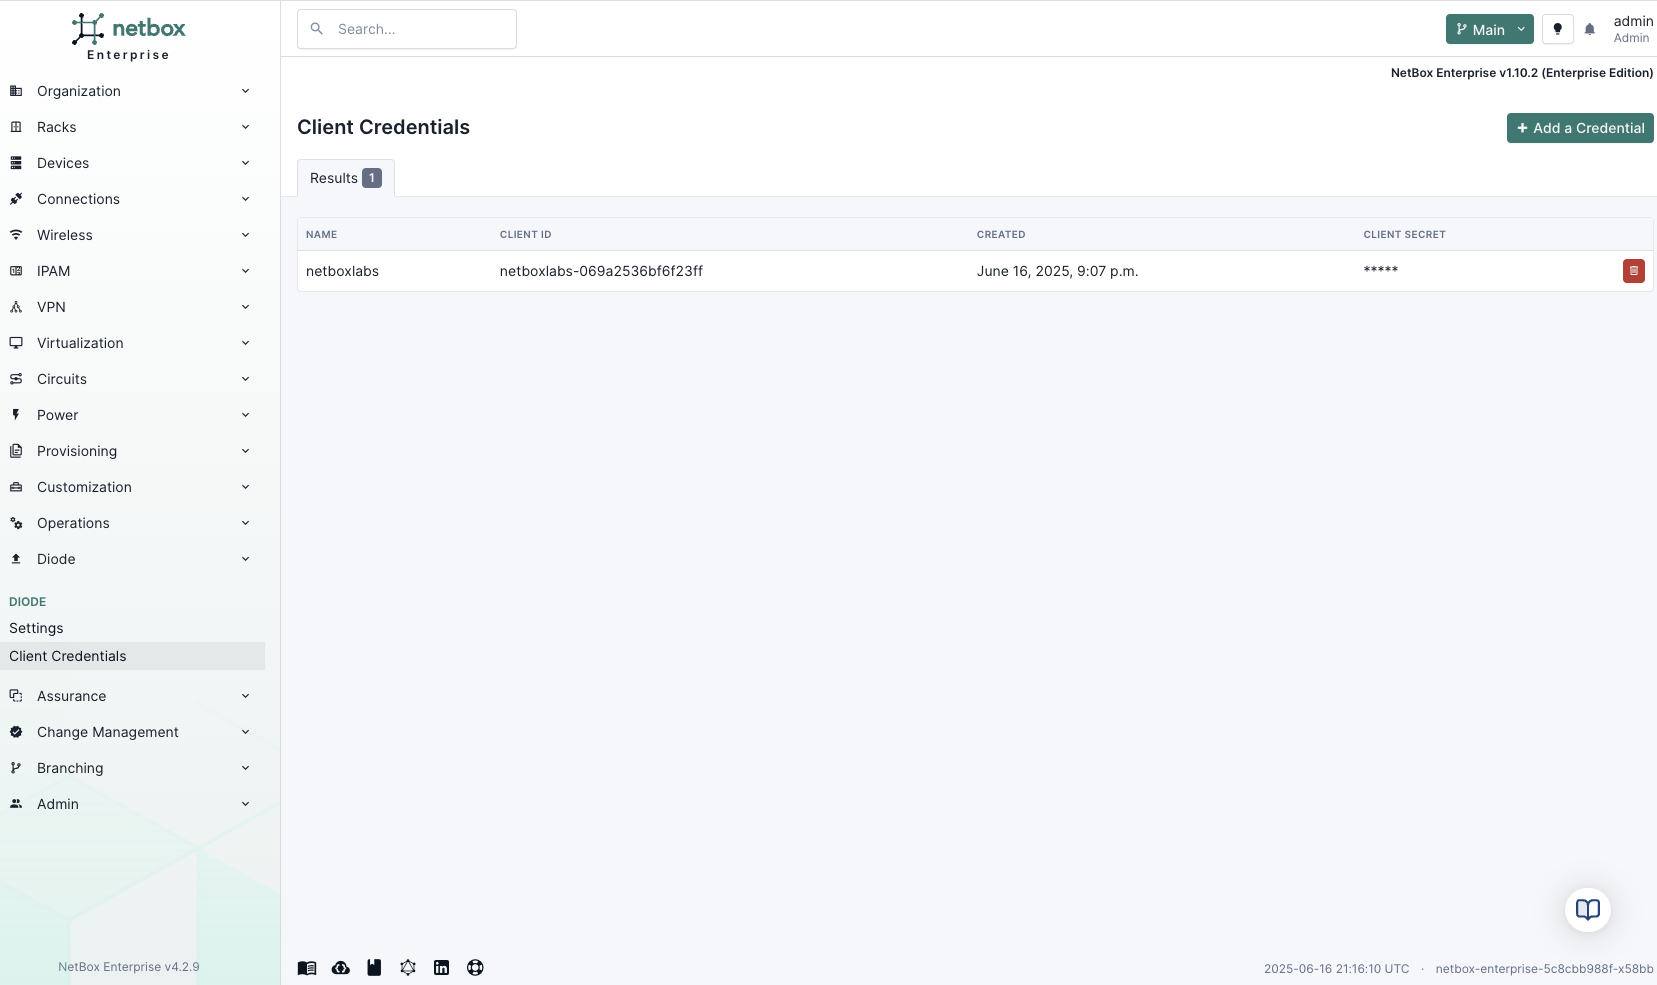 netbox
Enterprise
Search...
Main
admin
Admin
NetBox Enterprise v1.10.2 (Enterprise Edition)
Organization
Racks
Devices
Connections
Wireless
IPAM
VPN
Virtualization
Circuits
Power
Provisioning
Customization
Operations
Diode
DIODE
Settings
Client Credentials
Assurance
Change Management
Branching
Admin
NetBox Enterprise v4.2.9
Client Credentials
+ Add a Credential
Results 1
NAME CLIENT ID CREATED CLIENT SECRET
netboxlabs netboxlabs-069a2536bf6f23ff June 16, 2025, 9:07 p.m. *****
in
2025-06-16 21:16:10 UTC · netbox-enterprise-5c8cbb988f-x58bb